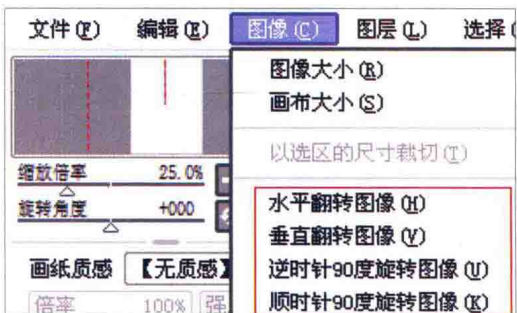 文件(F) 编辑(E) 图像(C) 图层(L) 选择(
图像大小(R)
画布大小(S)
以选区的尺寸裁切(T)
缩放倍率 25.0%
旋转角度 +000
水平翻转图像(H)
垂直翻转图像(V)
画纸质感 【无质感】
逆时针90度旋转图像(U)
倍率 100% 强
顺时针90度旋转图像(K)